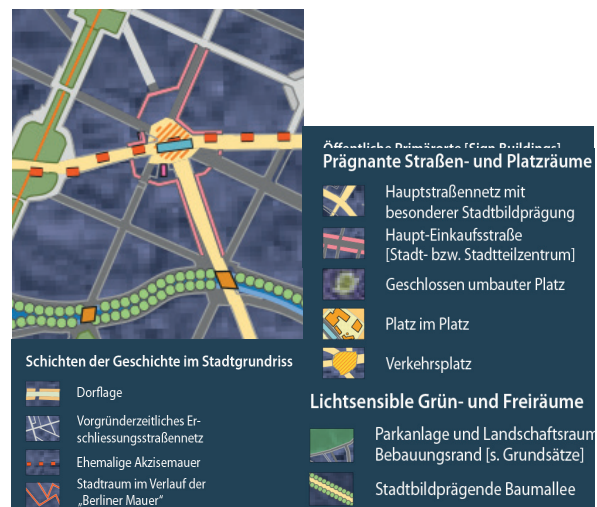 Schichten der Geschichte im Stadtgrundriss
Dorflage
Vorgründerzeitliches Er-
schliessungsstraßennetz
Ehemalige Akzisemauer
Stadtraum im Verlauf der
„Berliner Mauer“
Öffentliche Primärorte [Sign Buildings]
Prägnante Straßen- und Platzräume
Hauptstraßennetz mit
besonderer Stadtbildprägung
Haupt-Einkaufsstraße
[Stadt- bzw. Stadtteilzentrum]
Geschlossen umbauter Platz
Platz im Platz
Verkehrsplatz
Lichtsensible Grün- und Freiräume
Parkanlage und Landschaftsraum
Bebauungsrand [s. Grundsätze]
Stadtbildprägende Baumallee